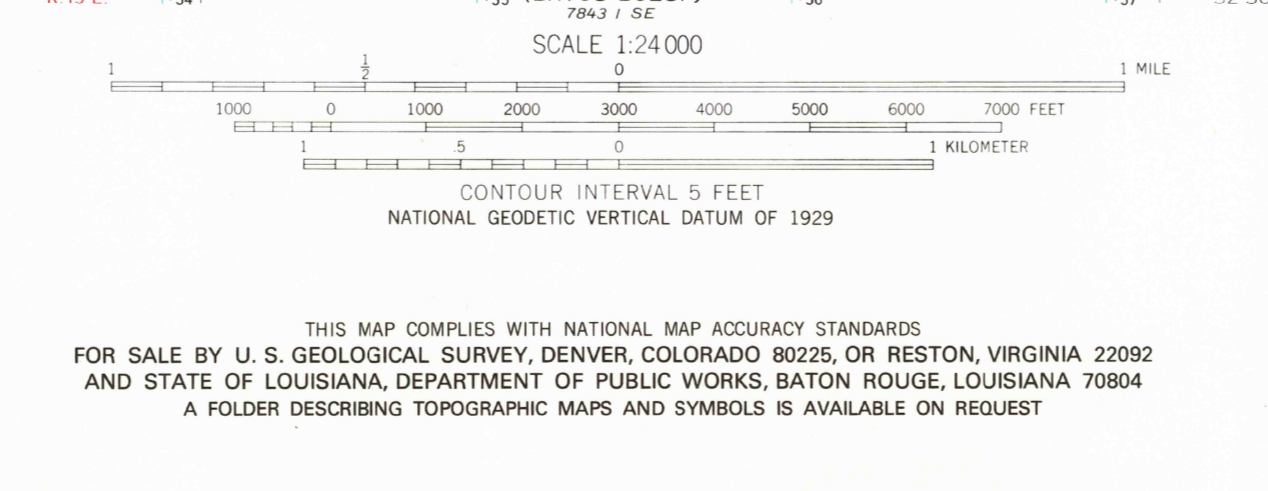 7843 I SE
SCALE 1:24 000
1 1/2 0 1 MILE
1000 0 1000 2000 3000 4000 5000 6000 7000 FEET
1 .5 0 1 KILOMETER
CONTOUR INTERVAL 5 FEET
NATIONAL GEODETIC VERTICAL DATUM OF 1929
THIS MAP COMPLIES WITH NATIONAL MAP ACCURACY STANDARDS
FOR SALE BY U. S. GEOLOGICAL SURVEY, DENVER, COLORADO 80225, OR RESTON, VIRGINIA 22092
AND STATE OF LOUISIANA, DEPARTMENT OF PUBLIC WORKS, BATON ROUGE, LOUISIANA 70804
A FOLDER DESCRIBING TOPOGRAPHIC MAPS AND SYMBOLS IS AVAILABLE ON REQUEST